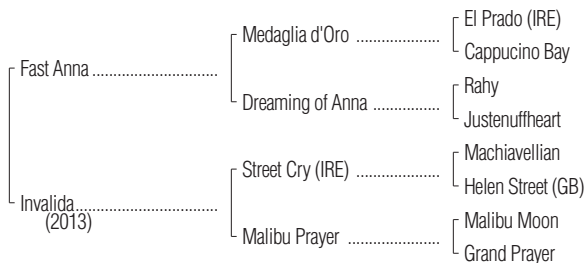 El Prado (IRE)
Medaglia d'Oro
Cappucino Bay
Fast Anna
Rahy
Dreaming of Anna
Justenuffheart
Machiavellian
Street Cry (IRE)
Helen Street (GB)
Invalida
(2013)
Malibu Moon
Malibu Prayer
Grand Prayer